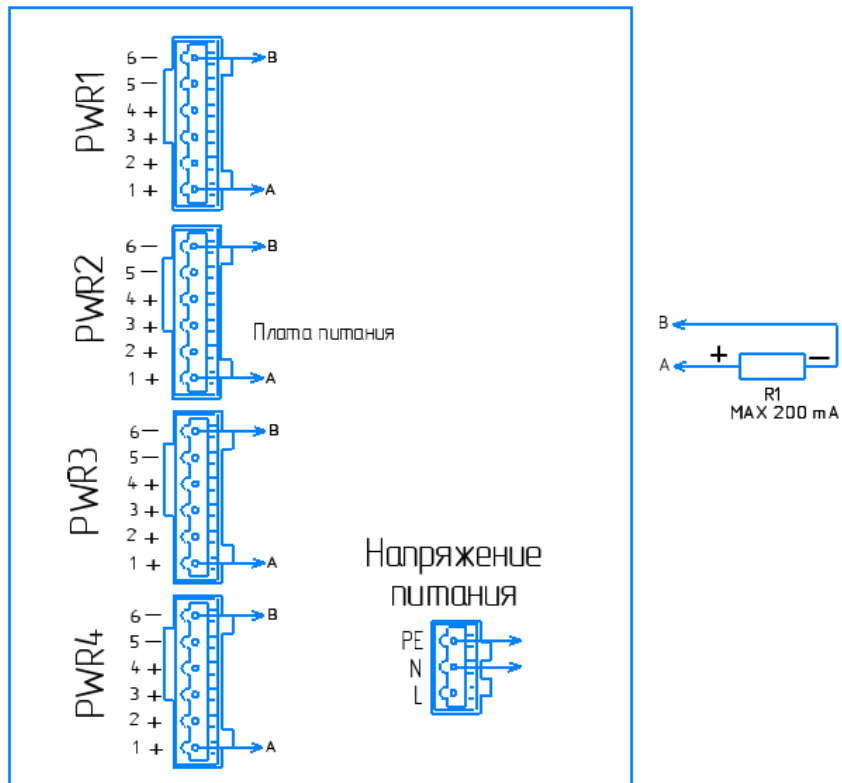 PWR1
6 — B
5 —
4 +
3 +
2 +
1 + A
PWR2
6 — B
5 —
4 +
3 +
2 +
1 + A
Плата питания
PWR3
6 — B
5 —
4 +
3 +
2 +
1 + A
PWR4
6 — B
5 —
4 +
3 +
2 +
1 + A
Напряжение
питания
PE
N
L
B
A + —
R1
MAX 200 mA